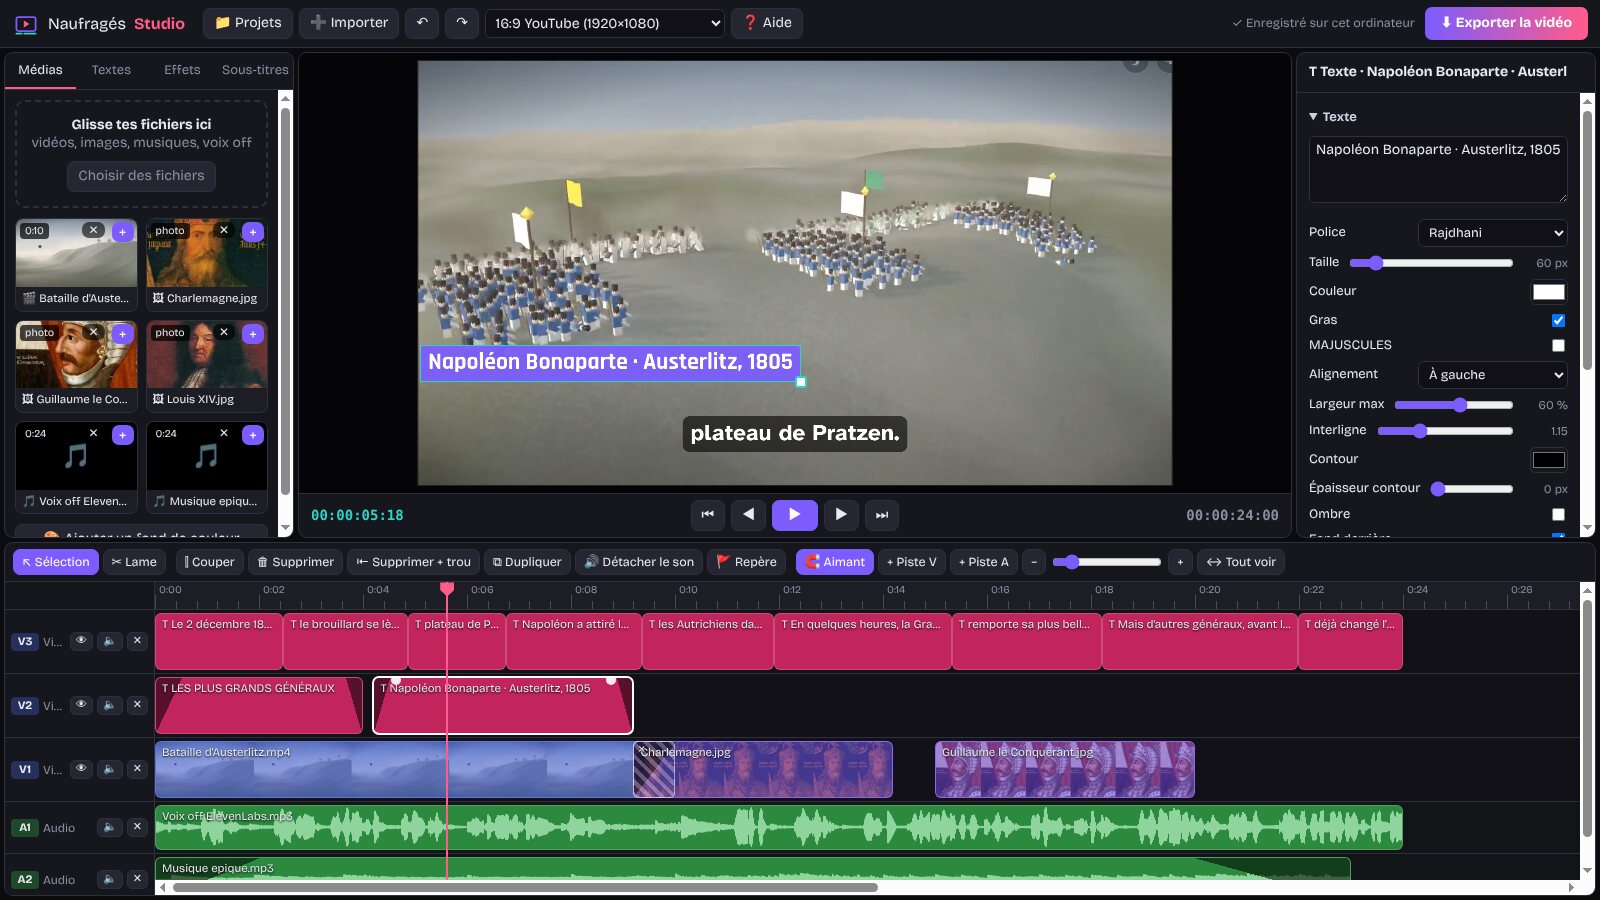 Naufragés Studio
📁 Projets
➕ Importer
↶
↷
16:9 YouTube (1920×1080)
❓ Aide
✓ Enregistré sur cet ordinateur
⬇ Exporter la vidéo
Médias
Textes
Effets
Sous-titres
Glisse tes fichiers ici
vidéos, images, musiques, voix off
Choisir des fichiers
0:10
✕
+
🎬 Bataille d'Auste...
photo
✕
+
🖼 Charlemagne.jpg
photo
✕
+
🖼 Guillaume le Co...
photo
✕
+
🖼 Louis XIV.jpg
0:24
✕
+
🎵 Voix off Eleven...
0:24
✕
+
🎵 Musique epiqu...
🎨 Ajouter un fond de couleur
Napoléon Bonaparte · Austerlitz, 1805
plateau de Pratzen.
00:00:05:18
00:00:24:00
T Texte · Napoléon Bonaparte · Austerl
▼ Texte
Napoléon Bonaparte · Austerlitz, 1805
Police
Rajdhani
Taille
60 px
Couleur
Gras
MAJUSCULES
Alignement
À gauche
Largeur max
60 %
Interligne
1.15
Contour
Épaisseur contour
0 px
Ombre
Fond derrière
Sélection
✂ Lame
Couper
🗑 Supprimer
⇤ Supprimer + trou
⧉ Dupliquer
🔊 Détacher le son
🚩 Repère
🧲 Aimant
+ Piste V
+ Piste A
−
+
↔ Tout voir
0:00
0:02
0:04
0:06
0:08
0:10
0:12
0:14
0:16
0:18
0:20
0:22
0:24
0:26
V3
Vi...
✕
T Le 2 décembre 18...
T le brouillard se lè...
T plateau de P...
T Napoléon a attiré l...
T les Autrichiens da...
T En quelques heures, la Gra...
T remporte sa plus bell...
T Mais d'autres généraux, avant l...
T déjà changé l'...
V2
Vi...
✕
T LES PLUS GRANDS GÉNÉRAUX
T Napoléon Bonaparte · Austerlitz, 1805
V1
Vi...
✕
Bataille d'Austerlitz.mp4
Charlemagne.jpg
Guillaume le Conquerant.jpg
A1
Audio
✕
Voix off ElevenLabs.mp3
A2
Audio
✕
Musique epique.mp3